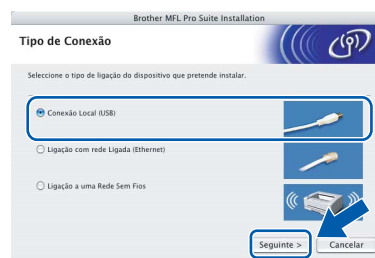 Brother MFL Pro Suite Installation
Tipo de Conexão
Seleccione o tipo de ligação do dispositivo que pretende instalar.
Conexão Local (USB)
Ligação com rede Ligada (Ethernet)
Ligação a uma Rede Sem Fios
Seguinte >
Cancelar